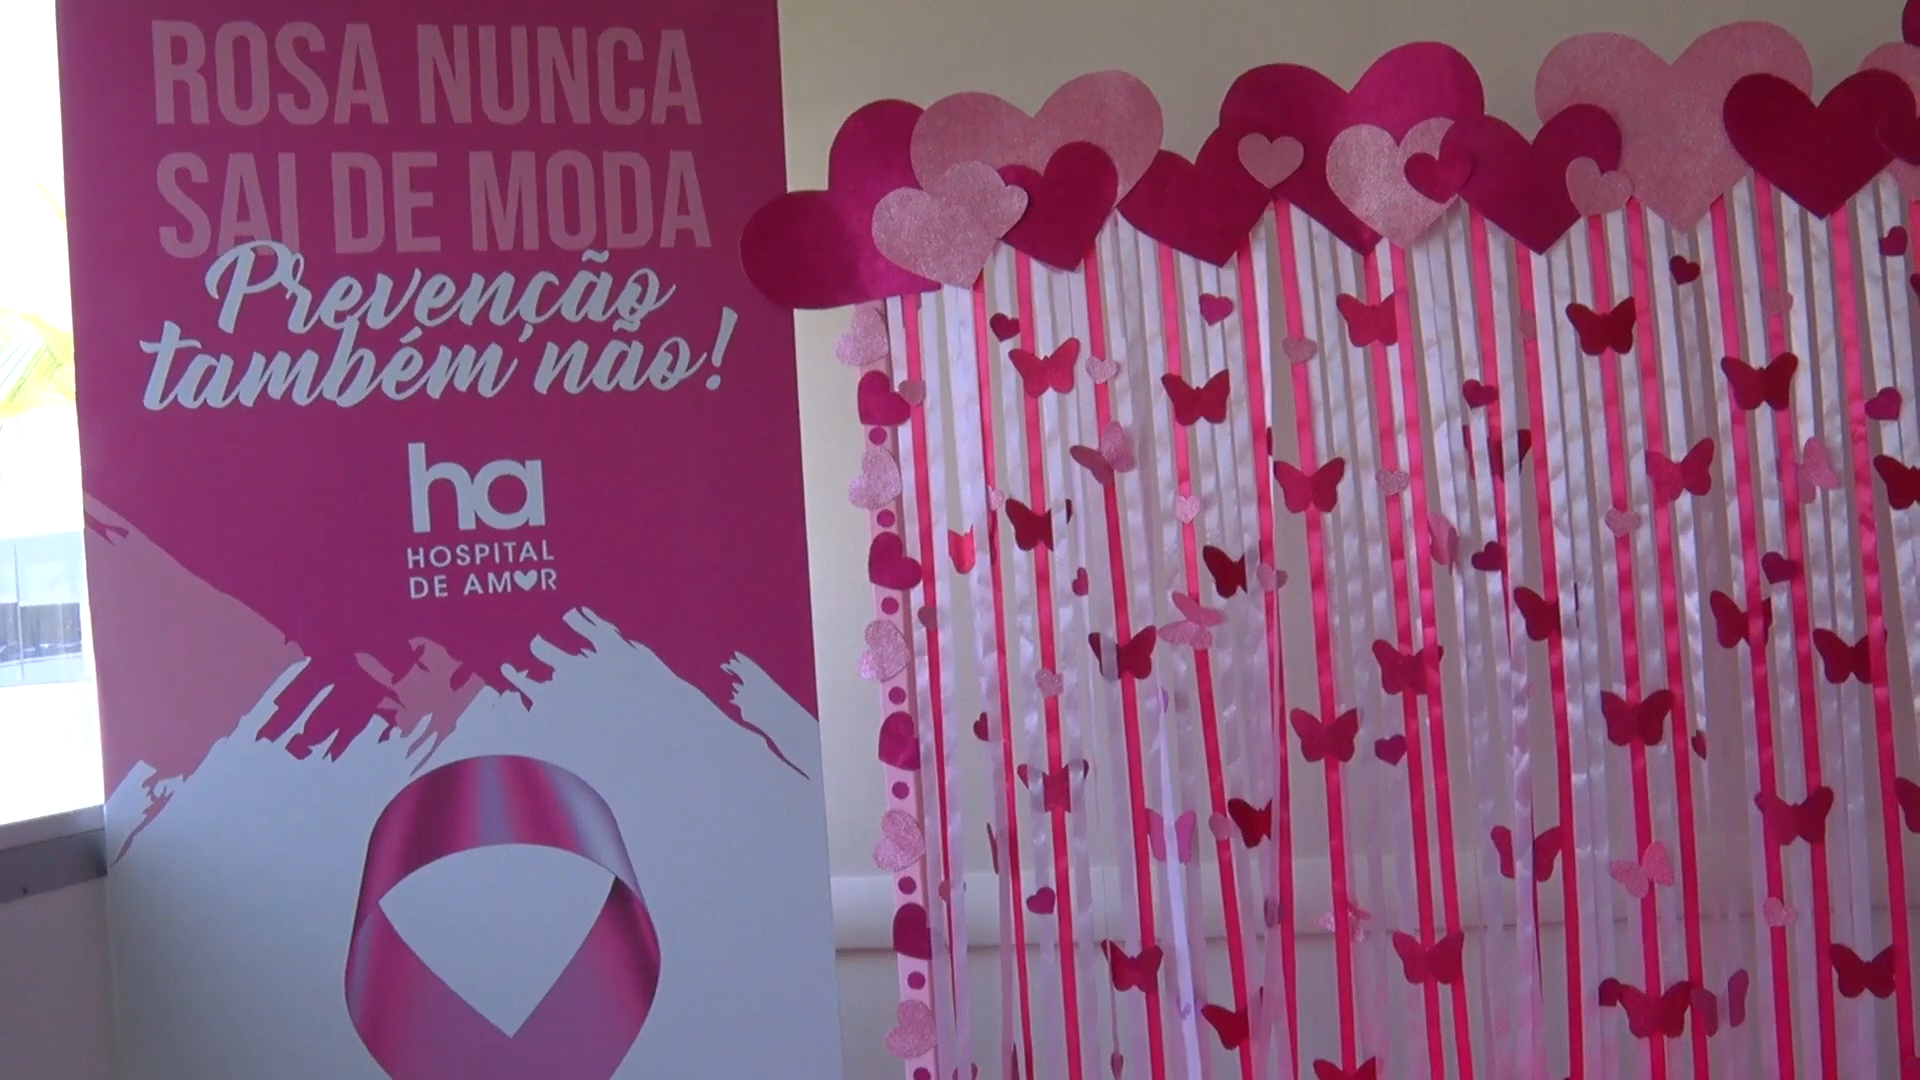 ROSA NUNCA
SAI DE MODA
Prevenção
também não!
ha
HOSPITAL
DE AMOR